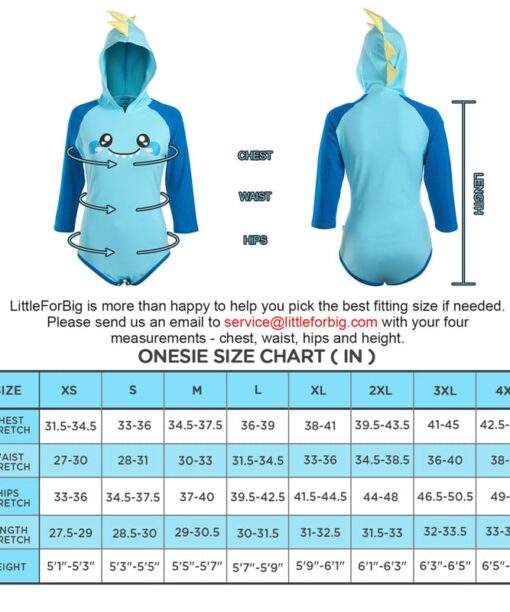 CHEST
WAIST
HIPS
LENGTH
LittleForBig is more than happy to help you pick the best fitting size if needed.
Please send us an email to service@littleforbig.com with your four
measurements - chest, waist, hips and height.
ONESIE SIZE CHART ( IN )
SIZE XS S M L XL 2XL 3XL 4X
HEST
RETCH 31.5-34.5 33-36 34.5-37.5 36-39 38-41 39.5-43.5 41-45 42.5-
WAIST
RETCH 27-30 28-31 30-33 31.5-34.5 33-36 34.5-38.5 36-40 38-
HIPS
RETCH 33-36 34.5-37.5 37-40 39.5-42.5 41.5-44.5 44-48 46.5-50.5 49-
NGTH
RETCH 27.5-29 28.5-30 29-30.5 30-31.5 31-32.5 31.5-33 32-33.5 33-3
EIGHT 5'1"-5'3" 5'3"-5'5" 5'5"-5'7" 5'7"-5'9" 5'9"-6'1" 6'1"-6'3" 6'3"-6'5" 6'5"-